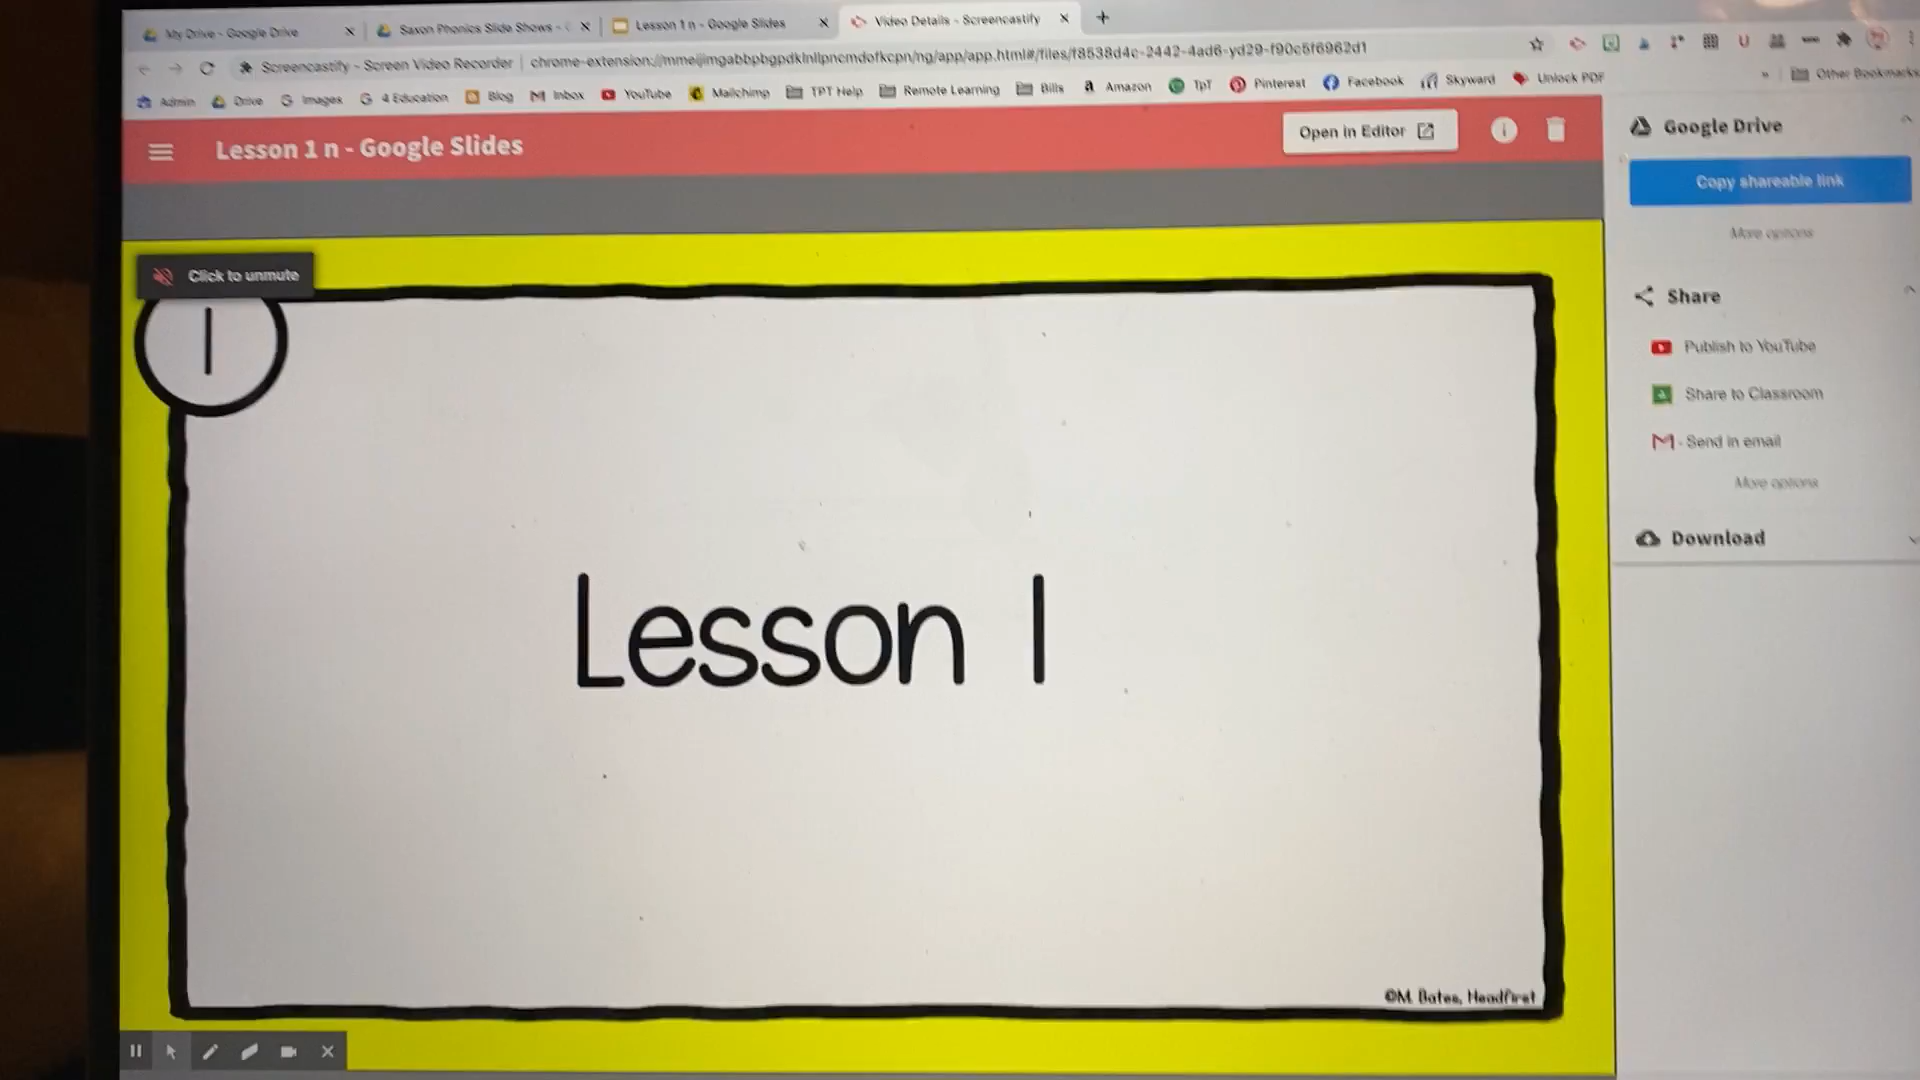 My Drive - Google Drive
Saxon Phonics Slide Shows -
Lesson 1 n - Google Slides
Video Details - Screencastify
Screencastify - Screen Video Recorder
Admin
Drive
Images
4 Education
Blog
Inbox
YouTube
Mailchimp
TPT Help
Remote Learning
Bills
Amazon
TpT
Pinterest
Facebook
Skyward
Unlock PDF
Other Bookmarks
Lesson 1 n - Google Slides
Open in Editor
Click to unmute
1
Lesson 1
©M. Bates, Headfirst
Google Drive
Copy shareable link
More options
Share
Publish to YouTube
Share to Classroom
Send in email
More options
Download